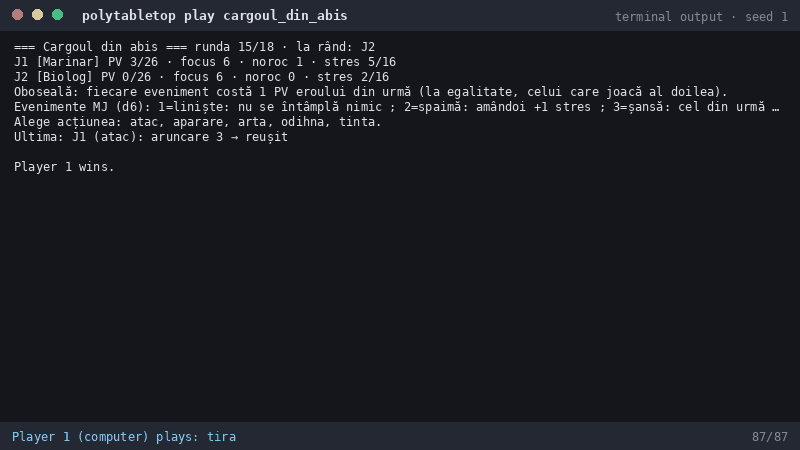 polytabletop play cargoul_din_abis
terminal output · seed 1
=== Cargoul din abis === runda 15/18 · la rând: J2
J1 [Marinar] PV 3/26 · focus 6 · noroc 1 · stres 5/16
J2 [Biolog] PV 0/26 · focus 6 · noroc 0 · stres 2/16
Oboseală: fiecare eveniment costă 1 PV eroului din urmă (la egalitate, celui care joacă al doilea).
Evenimente MJ (d6): 1=liniște: nu se întâmplă nimic ; 2=spaimă: amândoi +1 stres ; 3=șansă: cel din urmă …
Alege acțiunea: atac, aparare, arta, odihna, tinta.
Ultima: J1 (atac): aruncare 3 → reușit
Player 1 wins.
Player 1 (computer) plays: tira
87/87